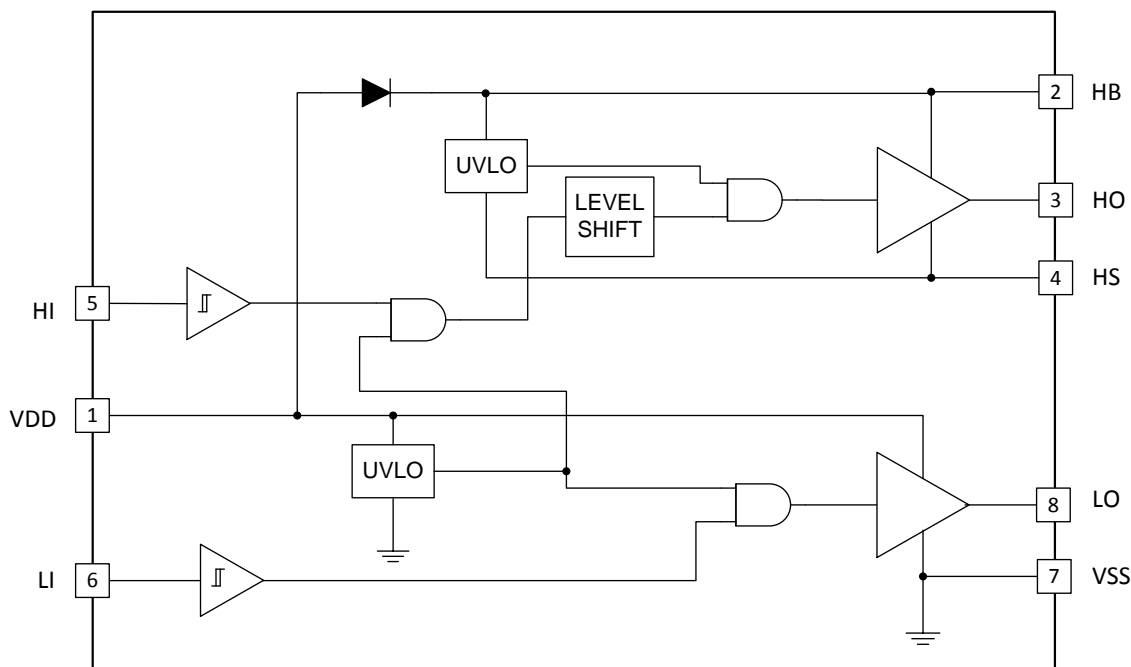 2 HB
UVLO
LEVEL
SHIFT
3 HO
4 HS
HI 5
VDD 1
UVLO
8 LO
LI 6
7 VSS